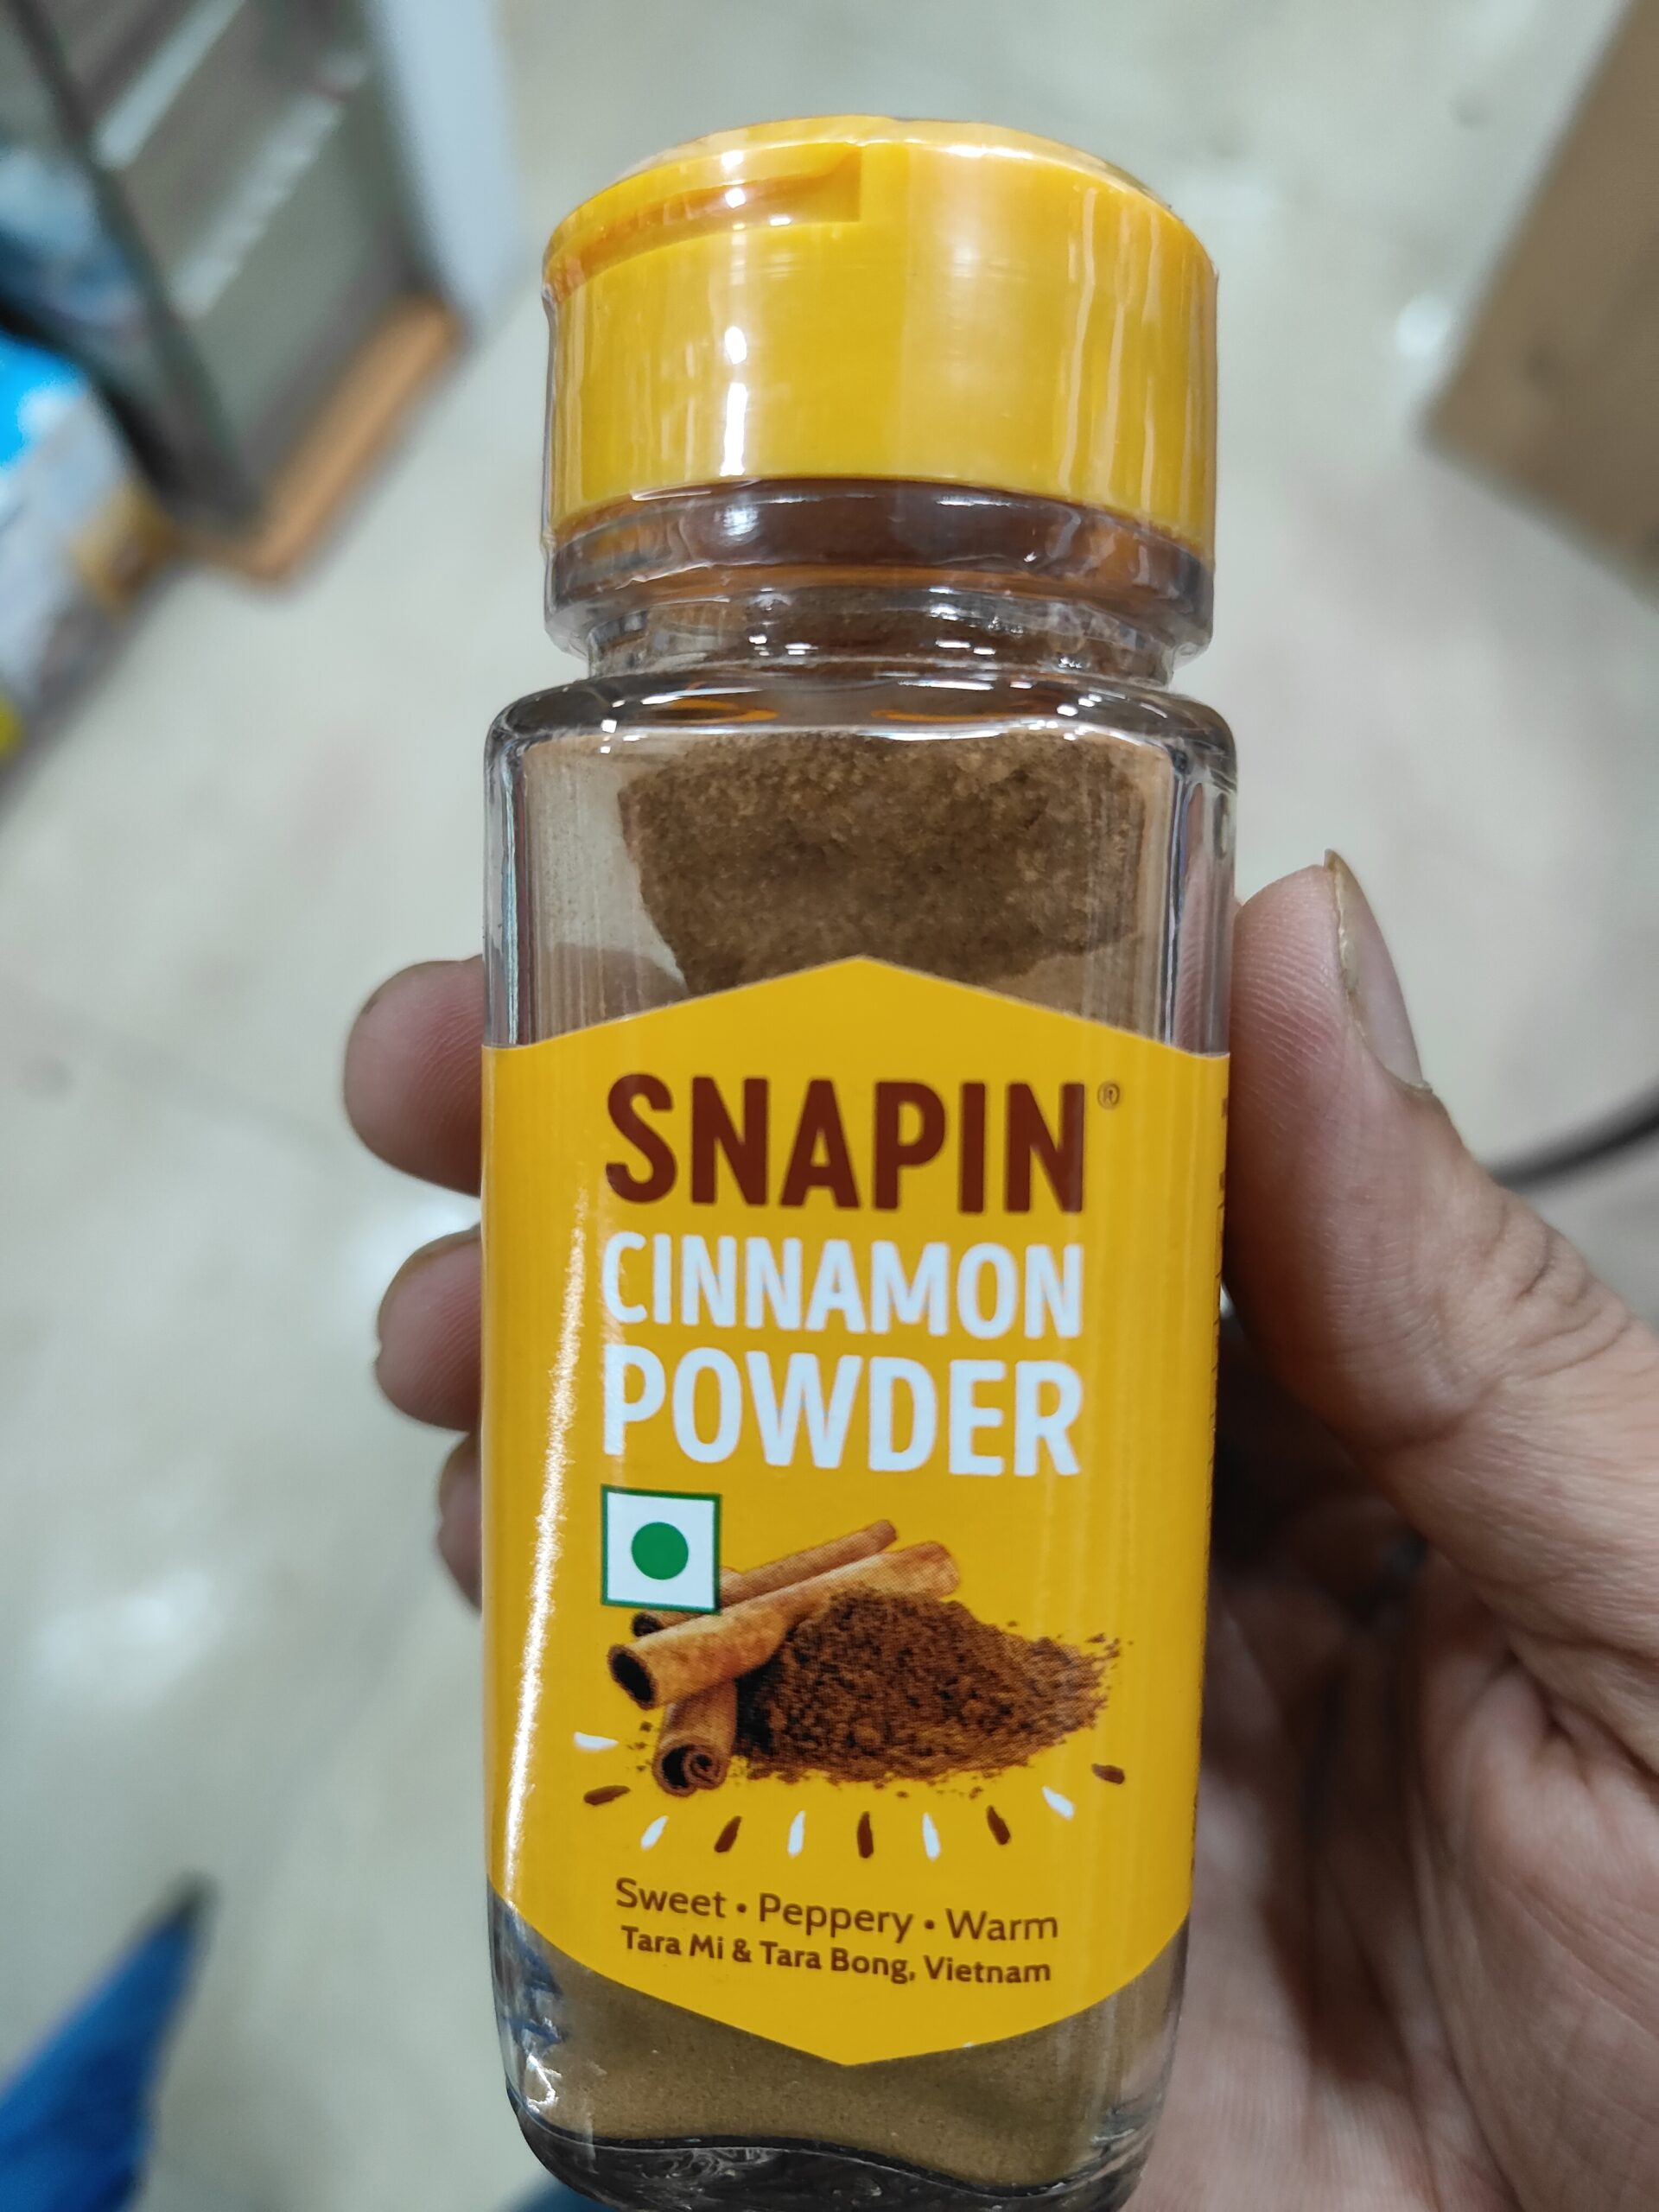 SNAPIN®
CINNAMON
POWDER
Sweet • Peppery • Warm
Tara Mi & Tara Bong, Vietnam